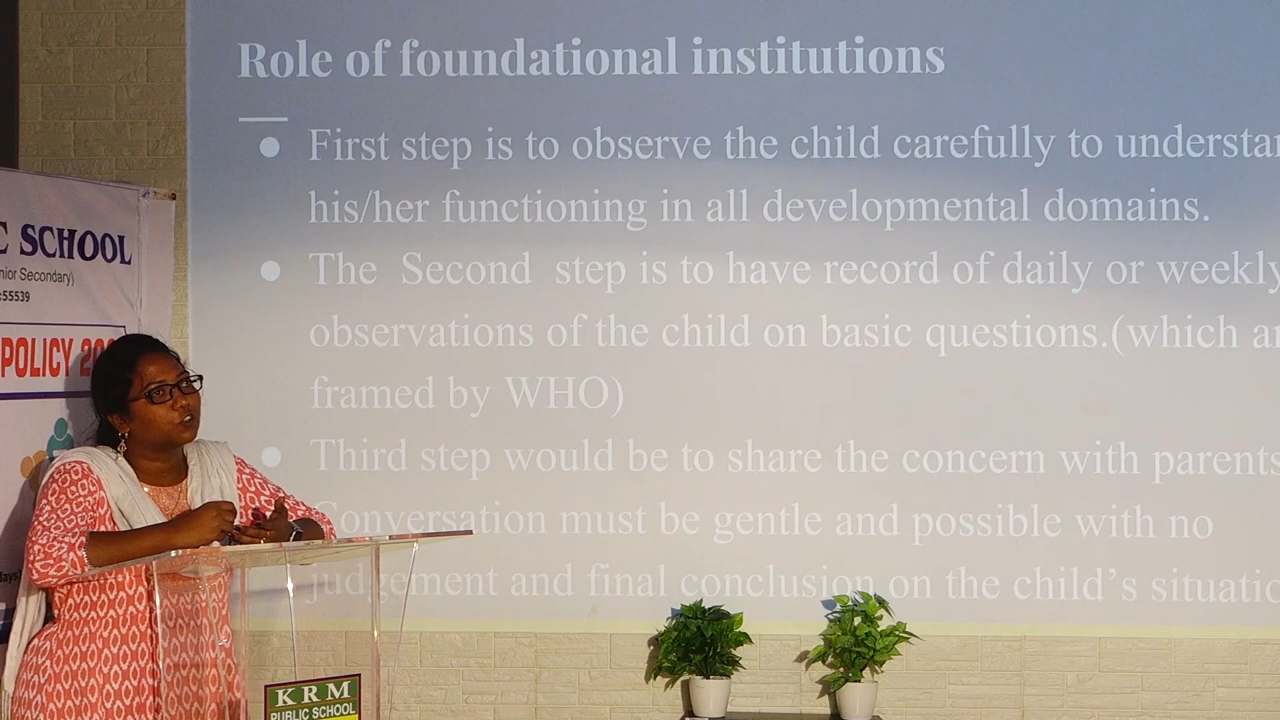 Role of foundational institutions
First step is to observe the child carefully to
his/her functioning in all developmental domains.
The Second step is to have record of daily or weekly
observations of the child on basic questions.(which
framed by WHO)
Third step would be to share the concern with parents
Conversation must be gentle and possible with no
judgement and final conclusion on the child's
SCHOOL
Secondary)
55539
POLICY
KRM
PUBLIC SCHOOL